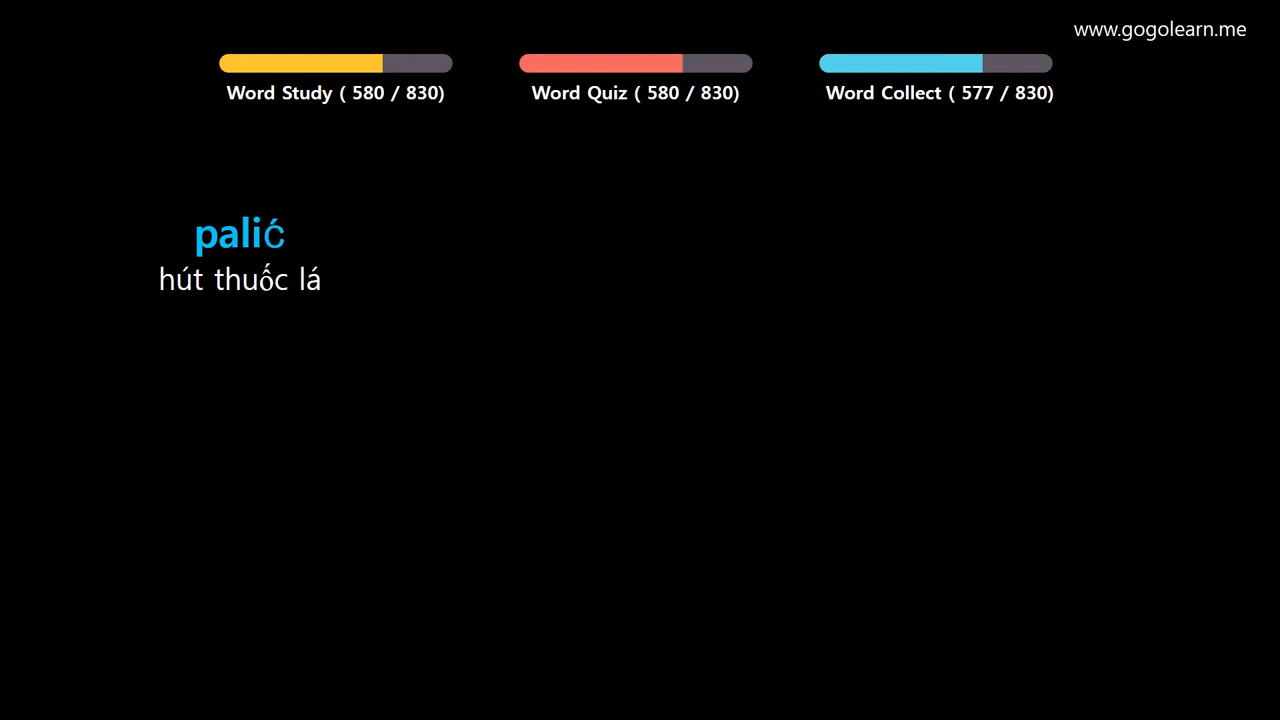 www.gogolearn.me
Word Study ( 580 / 830)
Word Quiz ( 580 / 830)
Word Collect ( 577 / 830)
palić
hút thuốc lá